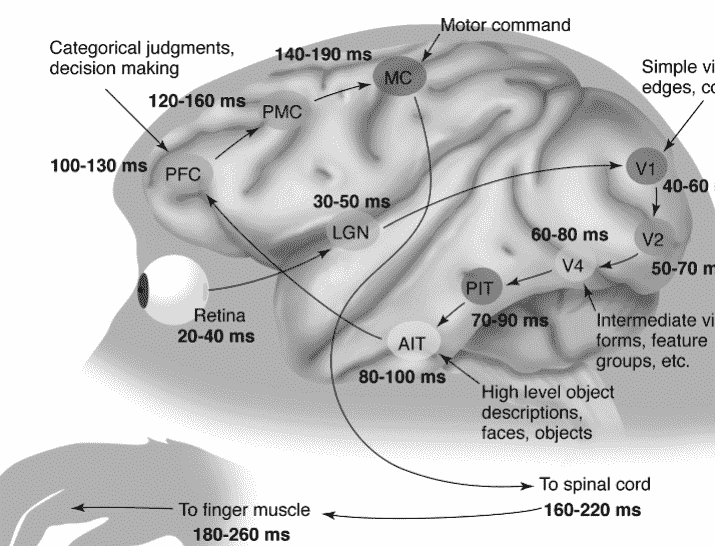 Motor command
Categorical judgments,
decision making
140-190 ms
MC
Simple
edges,
120-160 ms
PMC
100-130 ms
PFC
V1
40-60
30-50 ms
LGN
60-80 ms
V2
V4
50-70
PIT
Retina
20-40 ms
70-90 ms
Intermediate
forms, feature
groups, etc.
AIT
80-100 ms
High level object
descriptions,
faces, objects
To spinal cord
160-220 ms
To finger muscle
180-260 ms